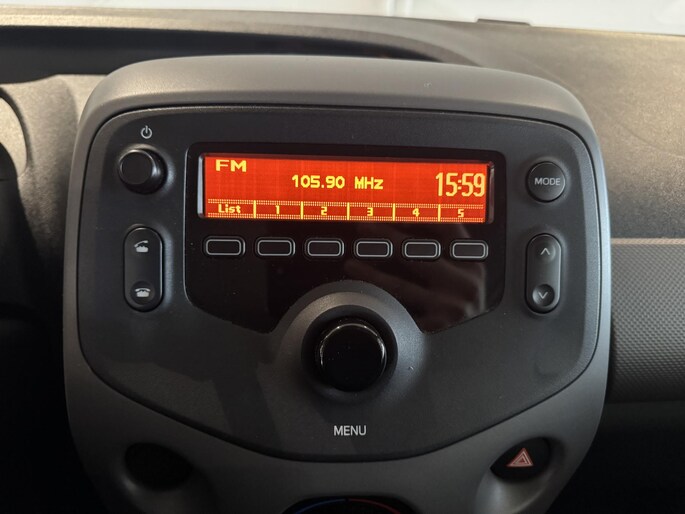 FM
105.90 MHz
15:59
MODE
List 1 2 3 4 5
MENU